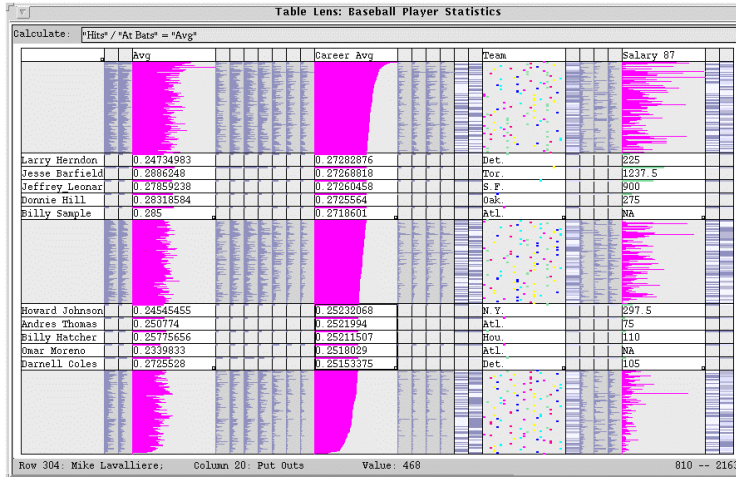 Table Lens: Baseball Player Statistics
Calculate: "Hits" / "At Bats" = "Avg"
Avg Career Avg Team Salary 87
Larry Herndon 0.24734983 0.27282876 Det. 225
Jesse Barfield 0.2886248 0.27268818 Tor. 1237.5
Jeffrey Leonar 0.27859238 0.27260458 S.F. 900
Donnie Hill 0.28318584 0.2725564 Oak. 275
Billy Sample 0.285 0.2718601 Atl. NA
Howard Johnson 0.24545455 0.25232068 N.Y. 297.5
Andres Thomas 0.250774 0.2521994 Atl. 75
Billy Hatcher 0.25775656 0.25211507 Hou. 110
Omar Moreno 0.2339833 0.2518029 Atl. NA
Darnell Coles 0.2725528 0.25153375 Det. 105
Row 304: Mike Lavalliere; Column 20: Put Outs Value: 468 810 -- 2163